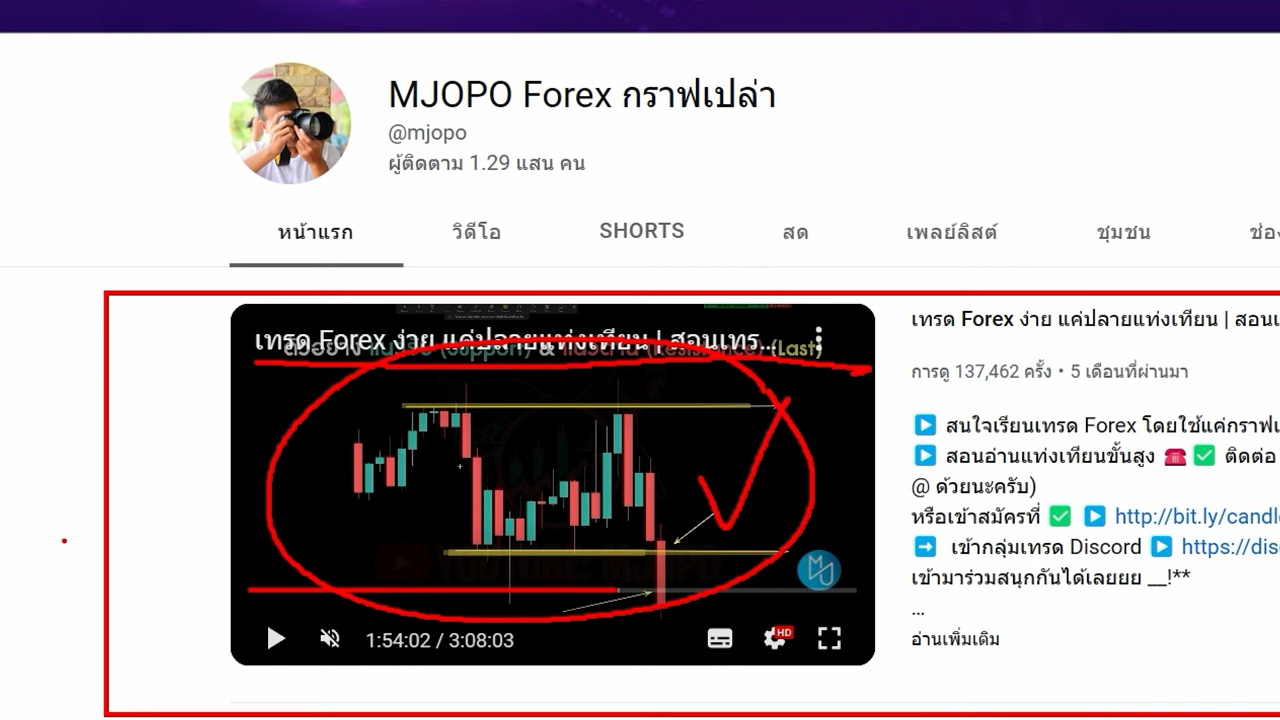 MJOPO Forex กราฟเปล่า
@mjopo
ผู้ติดตาม 1.29 แสน คน
หน้าแรก วิดีโอ SHORTS สด เพลย์ลิสต์ ชุมชน ช่อง
เทรด Forex ง่าย แค่ปลายแท่งเทียน | สอนเทร...
(Support) & (Resistance) (Last)
YOUTUBE: MJOPO
1:54:02 / 3:08:03
HD
เทรด Forex ง่าย แค่ปลายแท่งเทียน | สอนเ
การดู 137,462 ครั้ง • 5 เดือนที่ผ่านมา
สนใจเรียนเทรด Forex โดยใช้แค่กราฟเ
สอนอ่านแท่งเทียนขั้นสูง ☎️ ✅ ติดต่อ
@ ด้วยนะครับ)
หรือเข้าสมัครที่ ✅ ▶️ http://bit.ly/candl
➡️ เข้ากลุ่มเทรด Discord ▶️ https://dis
เข้ามาร่วมสนุกกันได้เลยยย __!**
...
อ่านเพิ่มเติม